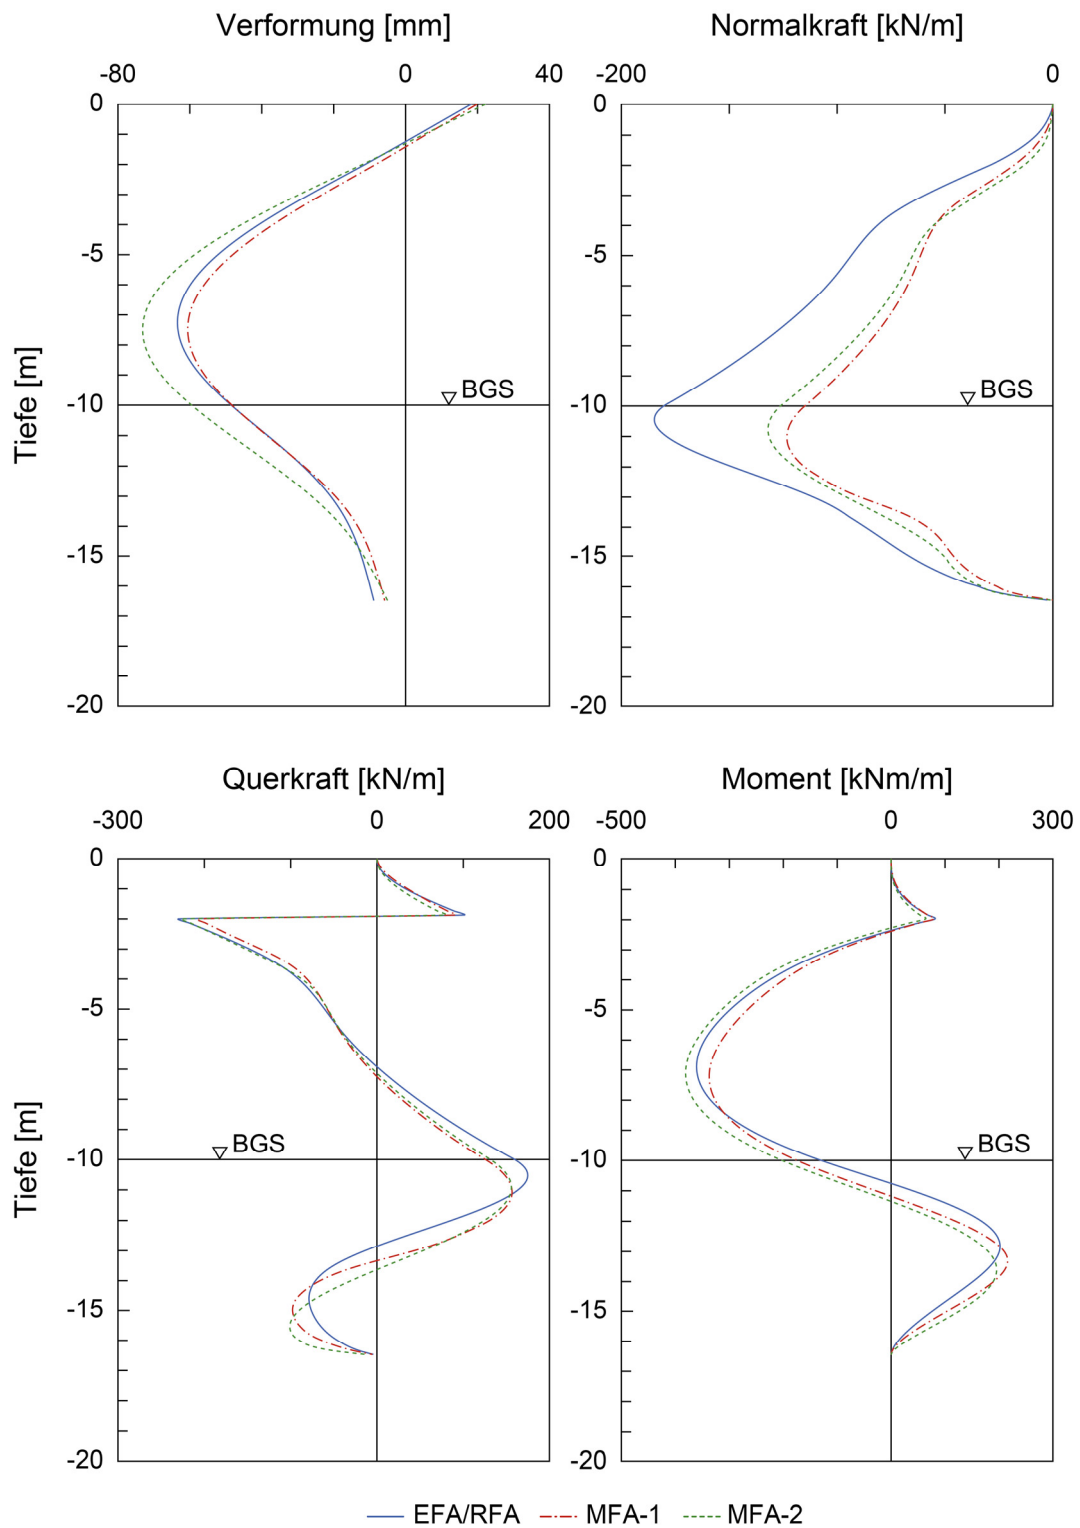 Verformung [mm]
Normalkraft [kN/m]
-80 0 40
-200 0
0
-5
-10
-15
-20
Tiefe [m]
BGS
0
-5
-10
-15
-20
BGS
Querkraft [kN/m]
Moment [kNm/m]
-300 0 200
-500 0 300
0
-5
-10
-15
-20
Tiefe [m]
BGS
0
-5
-10
-15
-20
BGS
EFA/RFA MFA-1 MFA-2